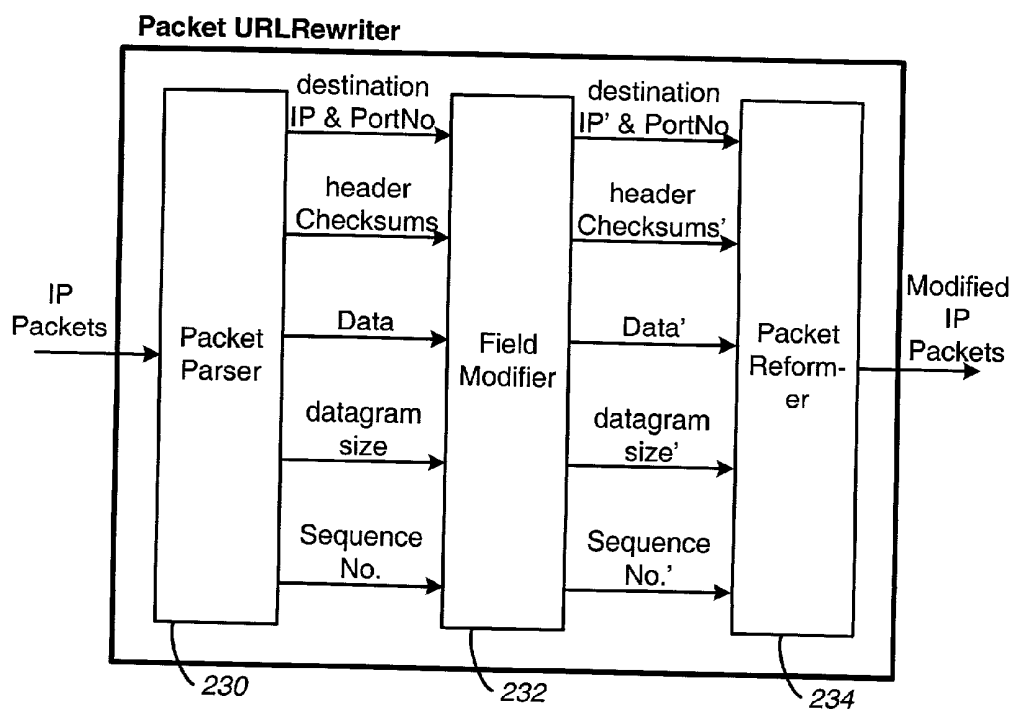 Packet URLRewriter
destination
IP & PortNo
destination
IP' & PortNo
header
Checksums
header
Checksums'
IP
Packets
Packet
Parser
Data
Field
Modifier
Data'
Packet
Reform-
er
Modified
IP
Packets
datagram
size
datagram
size'
Sequence
No.
Sequence
No.'
230
232
234